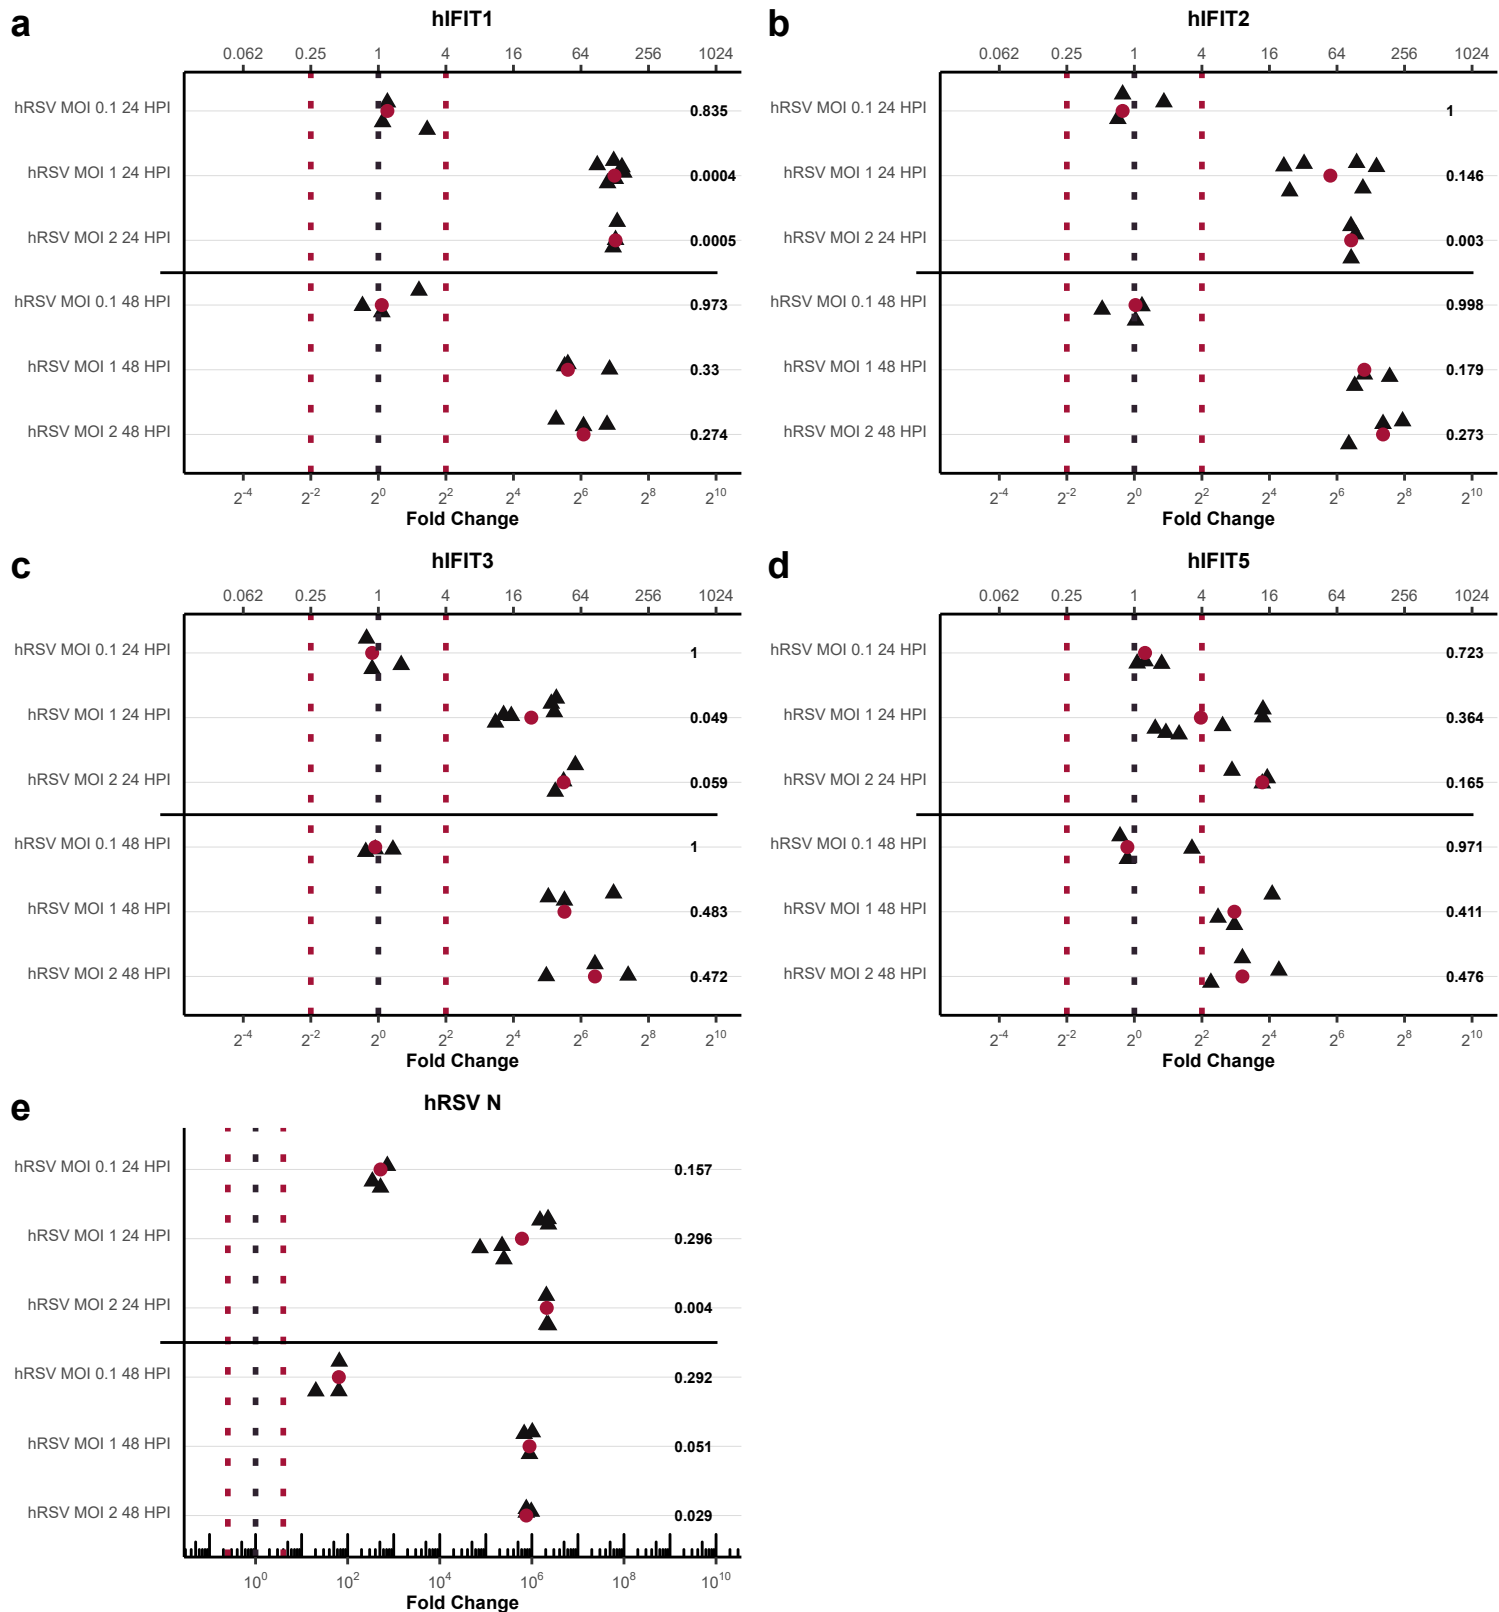 a
hIFIT1
0.062 0.25 1 4 16 64 256 1024
hRSV MOI 0.1 24 HPI 0.835
hRSV MOI 1 24 HPI 0.0004
hRSV MOI 2 24 HPI 0.0005
hRSV MOI 0.1 48 HPI 0.973
hRSV MOI 1 48 HPI 0.33
hRSV MOI 2 48 HPI 0.274
2⁻⁴ 2⁻² 2⁰ 2² 2⁴ 2⁶ 2⁸ 2¹⁰
Fold Change
b
hIFIT2
0.062 0.25 1 4 16 64 256 1024
hRSV MOI 0.1 24 HPI 1
hRSV MOI 1 24 HPI 0.146
hRSV MOI 2 24 HPI 0.003
hRSV MOI 0.1 48 HPI 0.998
hRSV MOI 1 48 HPI 0.179
hRSV MOI 2 48 HPI 0.273
2⁻⁴ 2⁻² 2⁰ 2² 2⁴ 2⁶ 2⁸ 2¹⁰
Fold Change
c
hIFIT3
0.062 0.25 1 4 16 64 256 1024
hRSV MOI 0.1 24 HPI 1
hRSV MOI 1 24 HPI 0.049
hRSV MOI 2 24 HPI 0.059
hRSV MOI 0.1 48 HPI 1
hRSV MOI 1 48 HPI 0.483
hRSV MOI 2 48 HPI 0.472
2⁻⁴ 2⁻² 2⁰ 2² 2⁴ 2⁶ 2⁸ 2¹⁰
Fold Change
d
hIFIT5
0.062 0.25 1 4 16 64 256 1024
hRSV MOI 0.1 24 HPI 0.723
hRSV MOI 1 24 HPI 0.364
hRSV MOI 2 24 HPI 0.165
hRSV MOI 0.1 48 HPI 0.971
hRSV MOI 1 48 HPI 0.411
hRSV MOI 2 48 HPI 0.476
2⁻⁴ 2⁻² 2⁰ 2² 2⁴ 2⁶ 2⁸ 2¹⁰
Fold Change
e
hRSV N
hRSV MOI 0.1 24 HPI 0.157
hRSV MOI 1 24 HPI 0.296
hRSV MOI 2 24 HPI 0.004
hRSV MOI 0.1 48 HPI 0.292
hRSV MOI 1 48 HPI 0.051
hRSV MOI 2 48 HPI 0.029
10⁰ 10² 10⁴ 10⁶ 10⁸ 10¹⁰
Fold Change